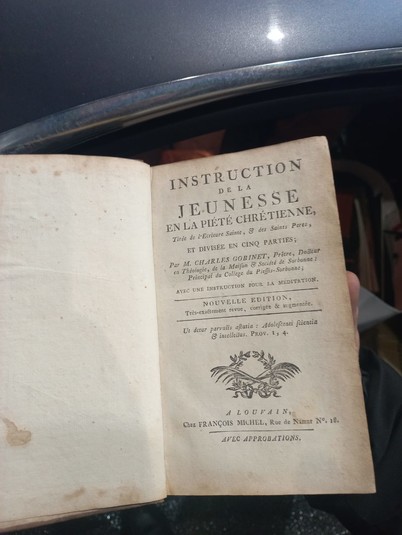 INSTRUCTION
DE LA
JEUNESSE
EN LA PIÉTÉ CHRÉTIENNE,
Tirée de l'Ecriture Sainte, & des Saints Peres,
ET DIVISÉE EN CINQ PARTIES;
Par M. CHARLES GOBINET, Prêtre, Docteur
en Théologie, de la Maison & Société de Sorbonne;
Principal du College du Plessis-Sorbonne;
AVEC UNE INSTRUCTION POUR LA MÉDITATION.
NOUVELLE EDITION,
Très-exactement revue, corrigée & augmentée.
Ut detur parvulis astutia: Adolescenti scientia
& intellectus. PROV. 1, 4.
A LOUVAIN,
Chez FRANÇOIS MICHEL, Rue de Namur N°. 18.
AVEC APPROBATIONS.